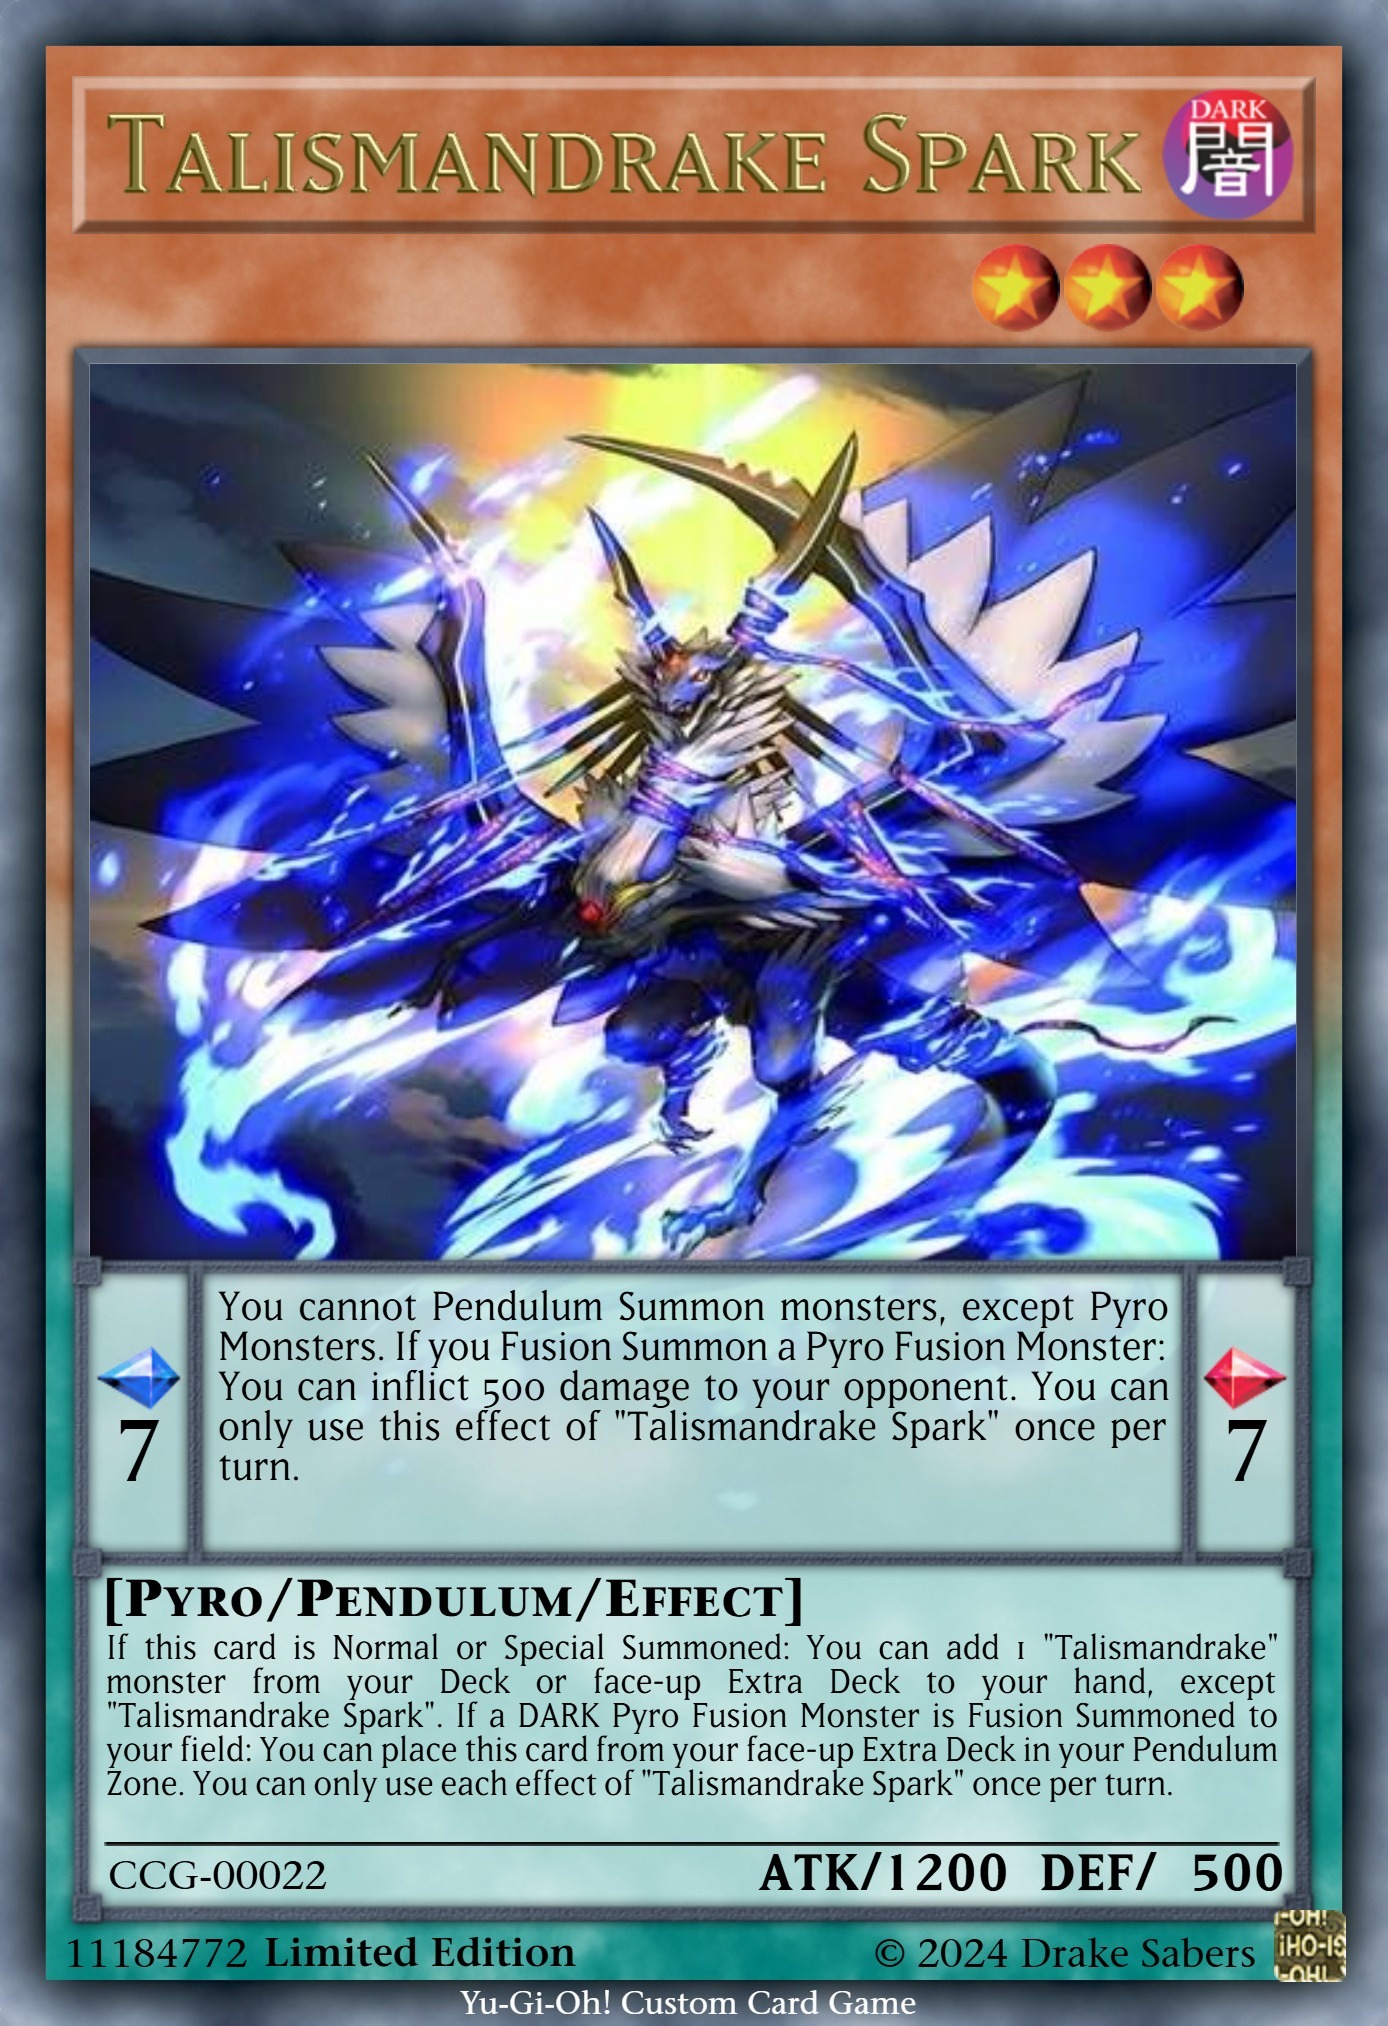 TALISMANDRAKE SPARK
DARK
闇
You cannot Pendulum Summon monsters, except Pyro
Monsters. If you Fusion Summon a Pyro Fusion Monster:
You can inflict 500 damage to your opponent. You can
only use this effect of "Talismandrake Spark" once per
turn.
7
7
[PYRO/PENDULUM/EFFECT]
If this card is Normal or Special Summoned: You can add 1 "Talismandrake"
monster from your Deck or face-up Extra Deck to your hand, except
"Talismandrake Spark". If a DARK Pyro Fusion Monster is Fusion Summoned to
your field: You can place this card from your face-up Extra Deck in your Pendulum
Zone. You can only use each effect of "Talismandrake Spark" once per turn.
CCG-00022 ATK/1200 DEF/ 500
11184772 Limited Edition © 2024 Drake Sabers
Yu-Gi-Oh! Custom Card Game